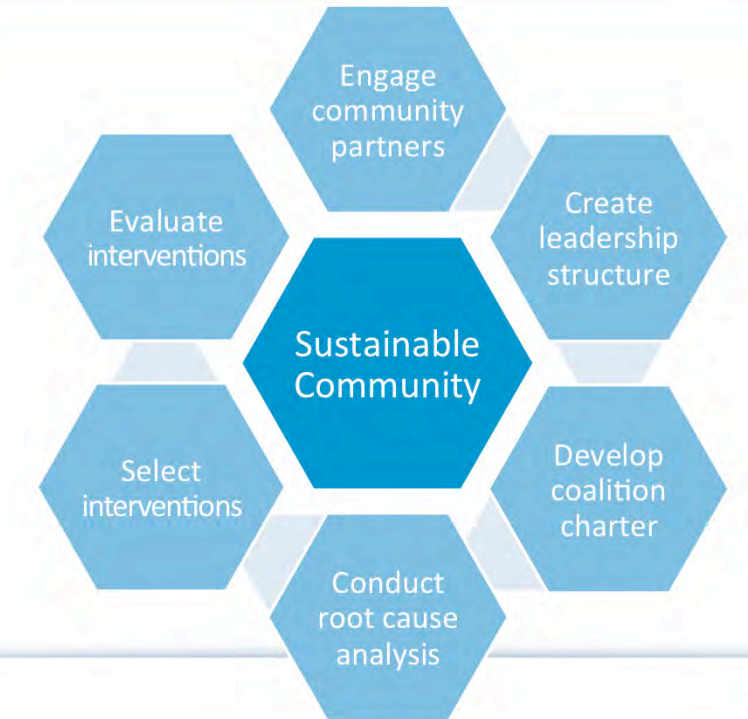 Engage
community
partners
Create
leadership
structure
Develop
coalition
charter
Conduct
root cause
analysis
Select
interventions
Evaluate
interventions
Sustainable
Community